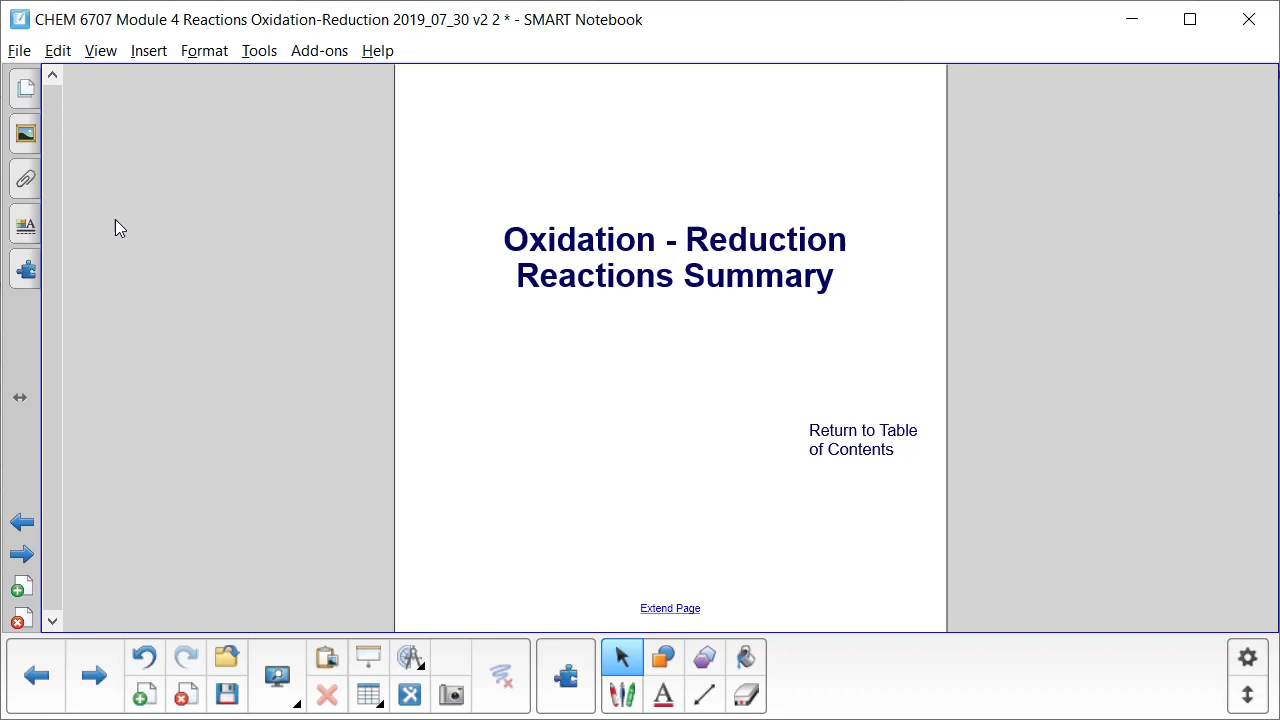 CHEM 6707 Module 4 Reactions Oxidation-Reduction 2019_07_30 v2 2 * - SMART Notebook
File Edit View Insert Format Tools Add-ons Help
Oxidation - Reduction
Reactions Summary
Return to Table
of Contents
Extend Page